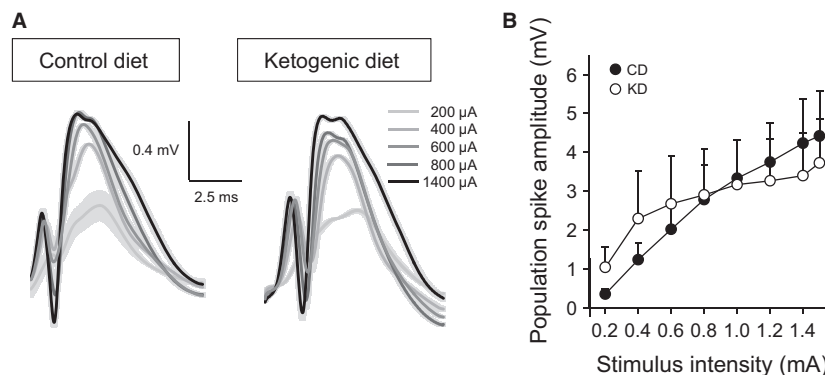 A
Control diet
Ketogenic diet
0.4 mV
2.5 ms
200 µA
400 µA
600 µA
800 µA
1400 µA
B
Population spike amplitude (mV)
6
5
4
3
2
1
0
CD
KD
0.2 0.4 0.6 0.8 1.0 1.2 1.4
Stimulus intensity (mA)